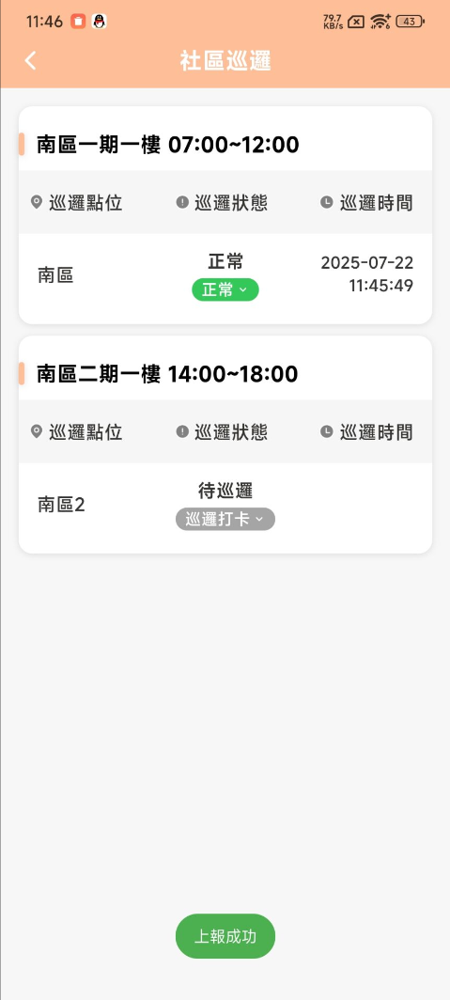 11:46
79.7 KB/s
6
43
社區巡邏
南區一期一樓 07:00~12:00
巡邏點位 巡邏狀態 巡邏時間
正常
南區 正常 2025-07-22
11:45:49
南區二期一樓 14:00~18:00
巡邏點位 巡邏狀態 巡邏時間
待巡邏
南區2
巡邏打卡
上報成功